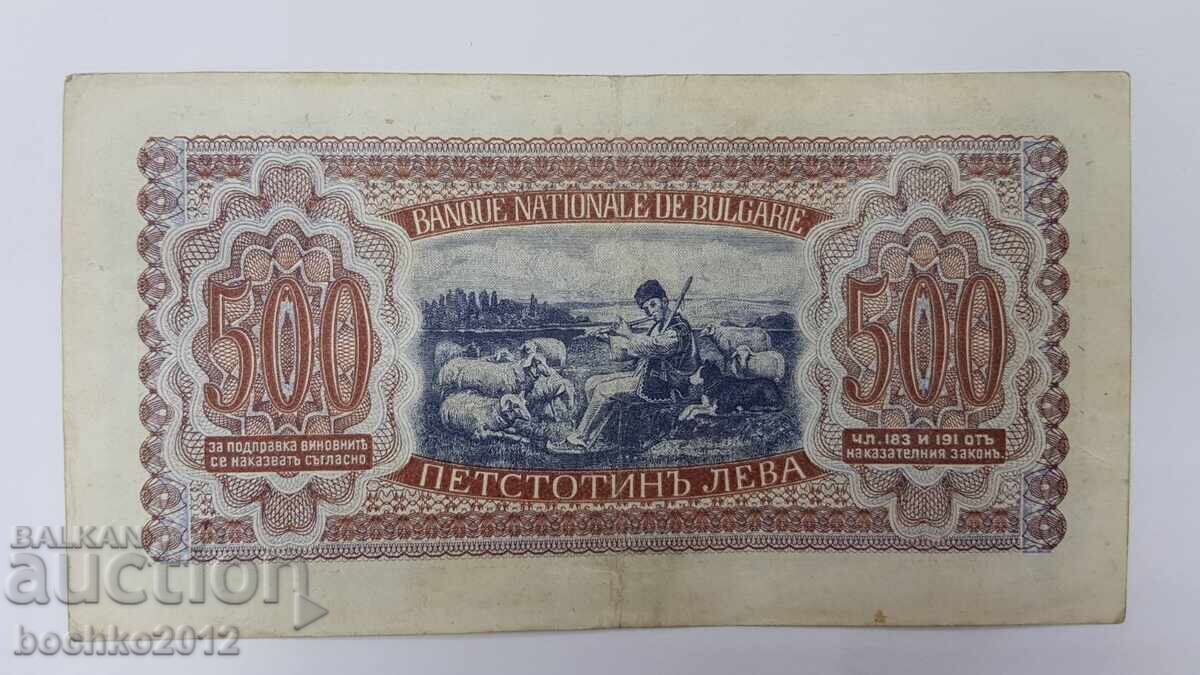 BANQUE NATIONALE DE BULGARIE
500
500
ЗА ПОДПРАВКА ВИНОВНИТѢ
СЕ НАКАЗВАТЪ СЪГЛАСНО
ЧЛ. 183 И 191 ОТЪ
НАКАЗАТЕЛНИЯ ЗАКОНЪ.
ПЕТСТОТИНЪ ЛЕВА
BALKAN
auction
bochko2012